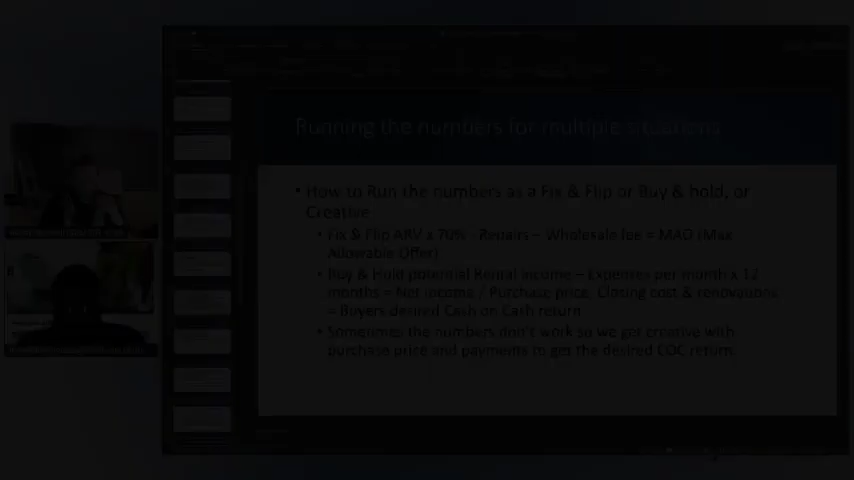 Running the numbers for multiple situations
• How to Run the numbers as a Fix & Flip or Buy & hold, or
Creative
• Fix & Flip ARV x 70% - Repairs – Wholesale fee = MAO (Max
Allowable Offer)
• Buy & Hold potential Rental income – Expenses per month x 12
months = Net income / Purchase price, Closing cost & renovations
= Buyers desired Cash on Cash return
• Sometimes the numbers don't work so we get creative with
purchase price and payments to get the desired COC return